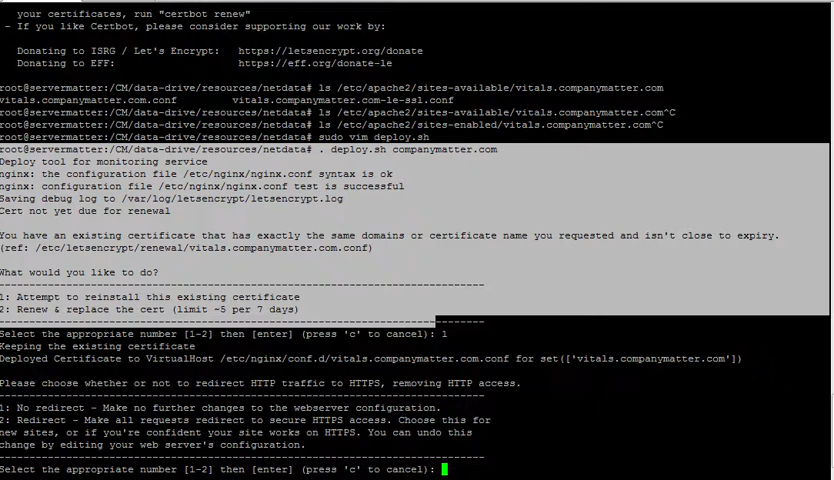 your certificates, run "certbot renew"
- If you like Certbot, please consider supporting our work by:
Donating to ISRG / Let's Encrypt: https://letsencrypt.org/donate
Donating to EFF: https://eff.org/donate-le
root@servermatter:/CM/data-drive/resources/netdata# ls /etc/apache2/sites-available/vitals.companymatter.com
vitals.companymatter.com.conf vitals.companymatter.com-le-ssl.conf
root@servermatter:/CM/data-drive/resources/netdata# ls /etc/apache2/sites-available/vitals.companymatter.com^C
root@servermatter:/CM/data-drive/resources/netdata# ls /etc/apache2/sites-enabled/vitals.companymatter.com^C
root@servermatter:/CM/data-drive/resources/netdata# sudo vim deploy.sh
root@servermatter:/CM/data-drive/resources/netdata# . deploy.sh companymatter.com
Deploy tool for monitoring service
nginx: the configuration file /etc/nginx/nginx.conf syntax is ok
nginx: configuration file /etc/nginx/nginx.conf test is successful
Saving debug log to /var/log/letsencrypt/letsencrypt.log
Cert not yet due for renewal
You have an existing certificate that has exactly the same domains or certificate name you requested and isn't close to expiry.
(ref: /etc/letsencrypt/renewal/vitals.companymatter.com.conf)
What would you like to do?
-------------------------------------------------------------------------------
1: Attempt to reinstall this existing certificate
2: Renew & replace the cert (limit ~5 per 7 days)
-------------------------------------------------------------------------------
Select the appropriate number [1-2] then [enter] (press 'c' to cancel): 1
Keeping the existing certificate
Deployed Certificate to VirtualHost /etc/nginx/conf.d/vitals.companymatter.com.conf for set(['vitals.companymatter.com'])
Please choose whether or not to redirect HTTP traffic to HTTPS, removing HTTP access.
-------------------------------------------------------------------------------
1: No redirect - Make no further changes to the webserver configuration.
2: Redirect - Make all requests redirect to secure HTTPS access. Choose this for
new sites, or if you're confident your site works on HTTPS. You can undo this
change by editing your web server's configuration.
-------------------------------------------------------------------------------
Select the appropriate number [1-2] then [enter] (press 'c' to cancel):